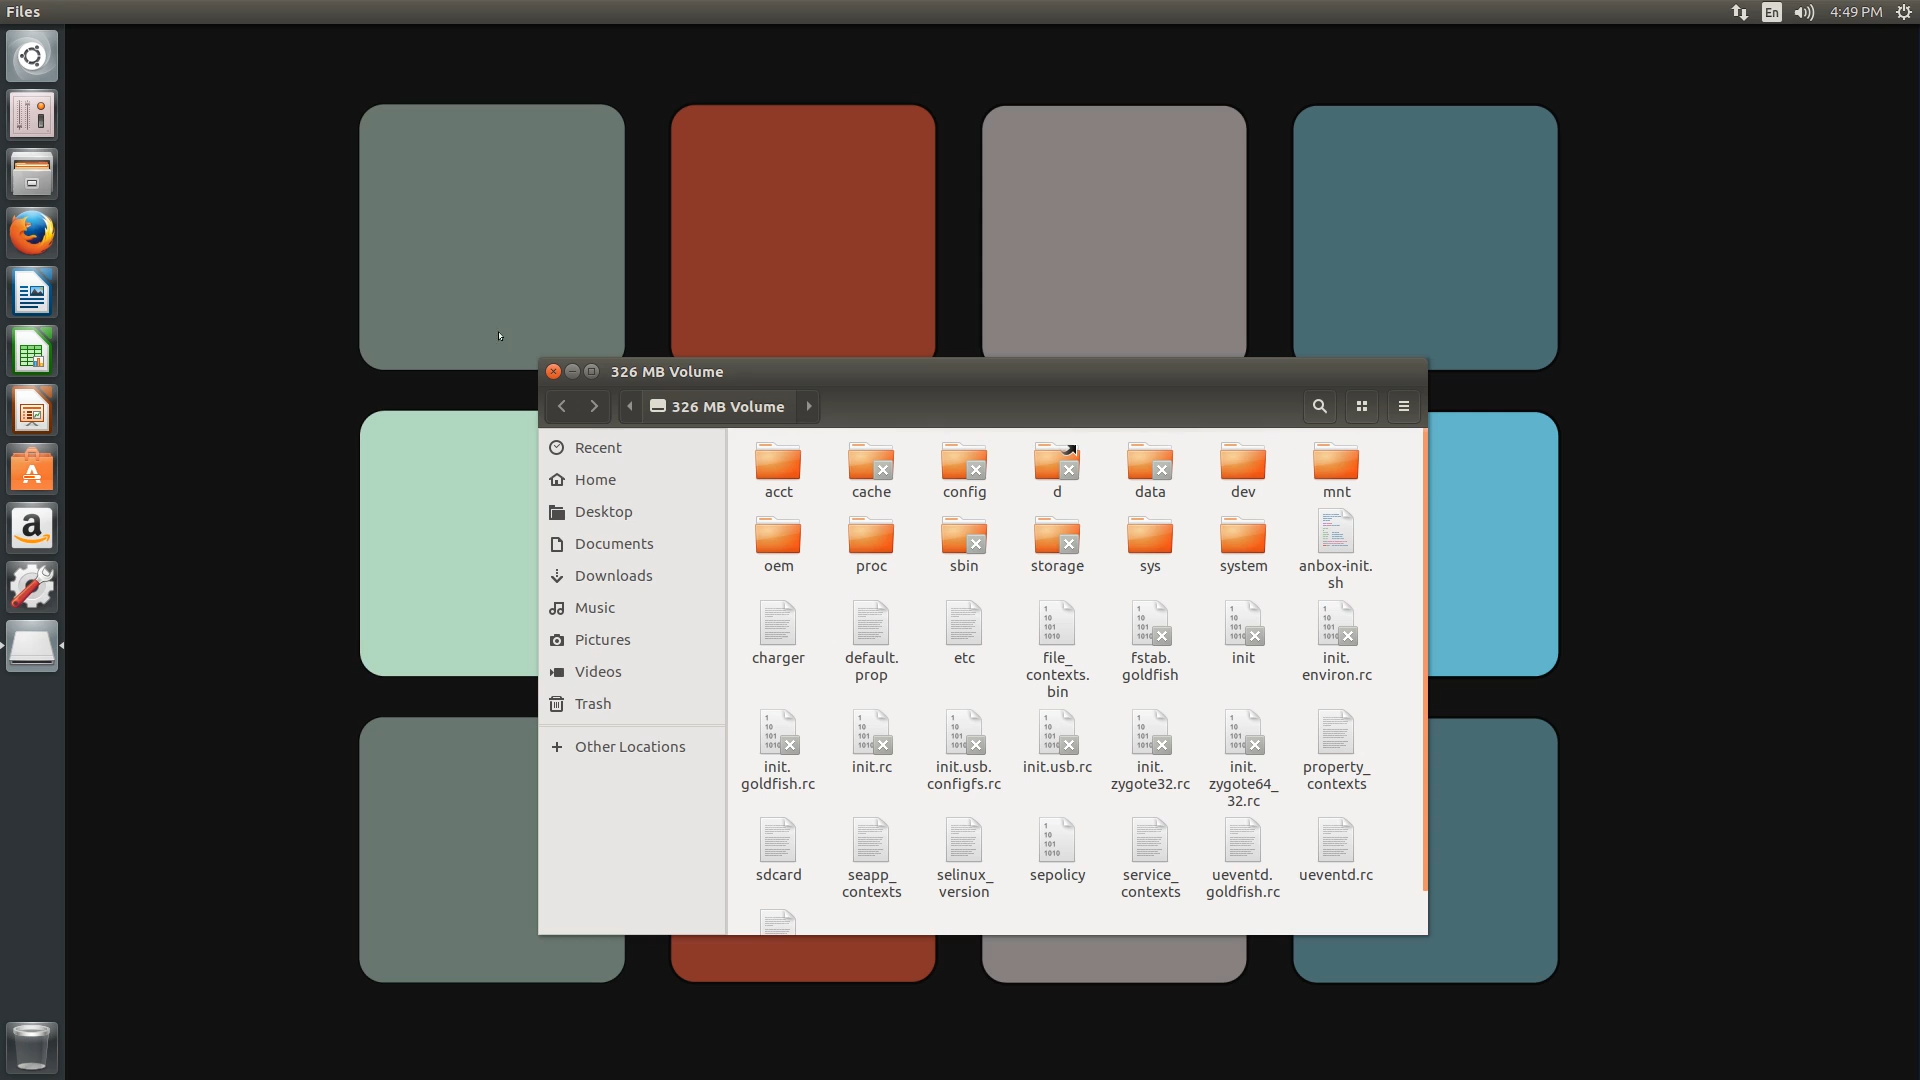 Files
En
4:49 PM
326 MB Volume
326 MB Volume
Recent
Home
Desktop
Documents
Downloads
Music
Pictures
Videos
Trash
Other Locations
acct
cache
config
d
data
dev
mnt
oem
proc
sbin
storage
sys
system
anbox-init.
sh
charger
default.
prop
etc
file_
contexts.
bin
fstab.
goldfish
init
init.
environ.rc
init.
goldfish.rc
init.rc
init.usb.
configfs.rc
init.usb.rc
init.
zygote32.rc
init.
zygote64_
32.rc
property_
contexts
sdcard
seapp_
contexts
selinux_
version
sepolicy
service_
contexts
ueventd.
goldfish.rc
ueventd.rc